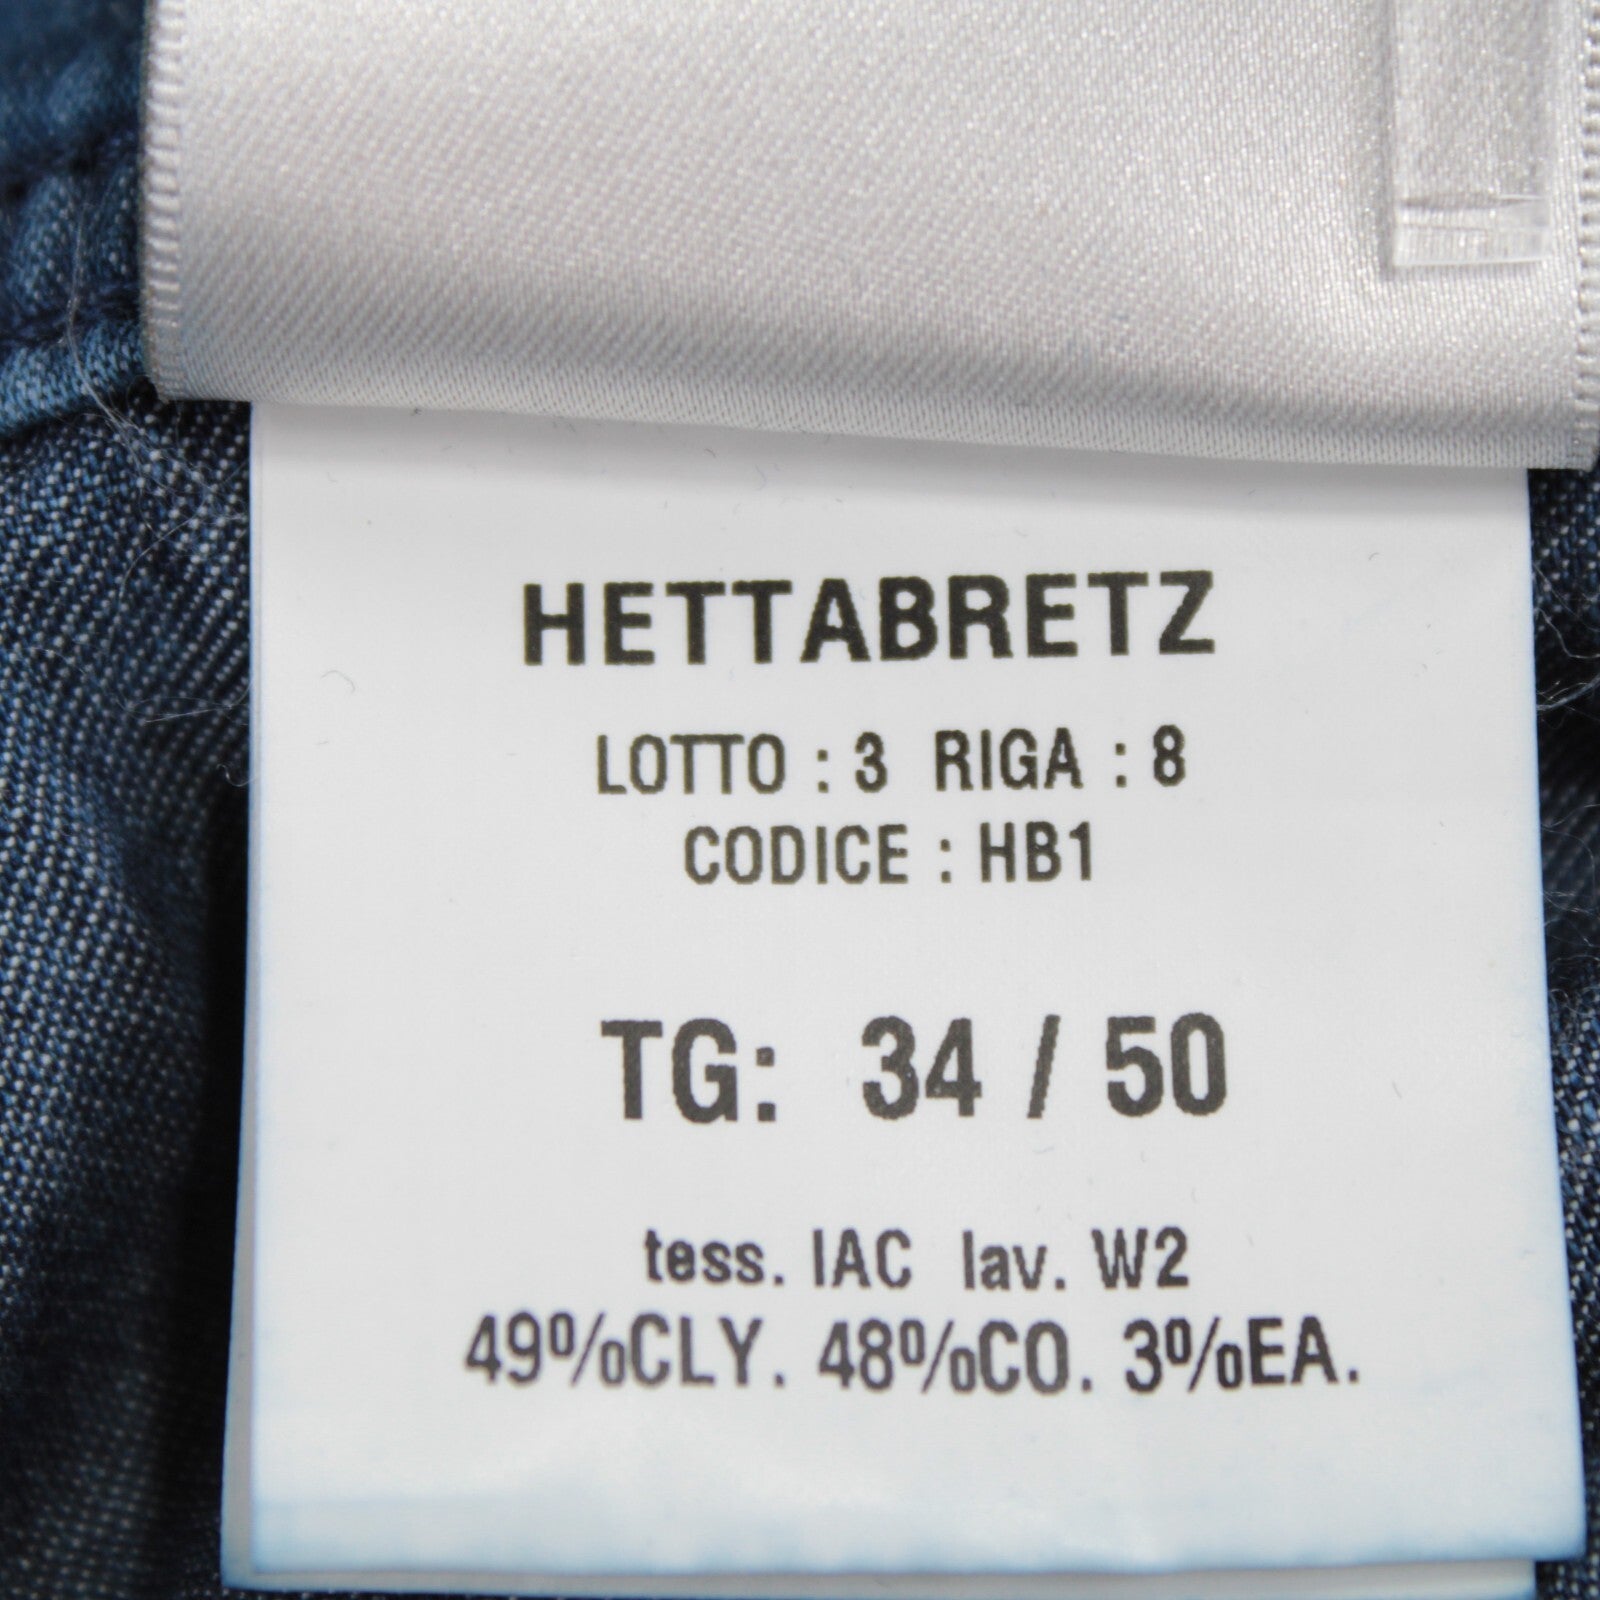 HETTABRETZ
LOTTO : 3 RIGA : 8
CODICE : HB1
TG: 34 / 50
tess. IAC lav. W2
49%CLY. 48%CO. 3%EA.